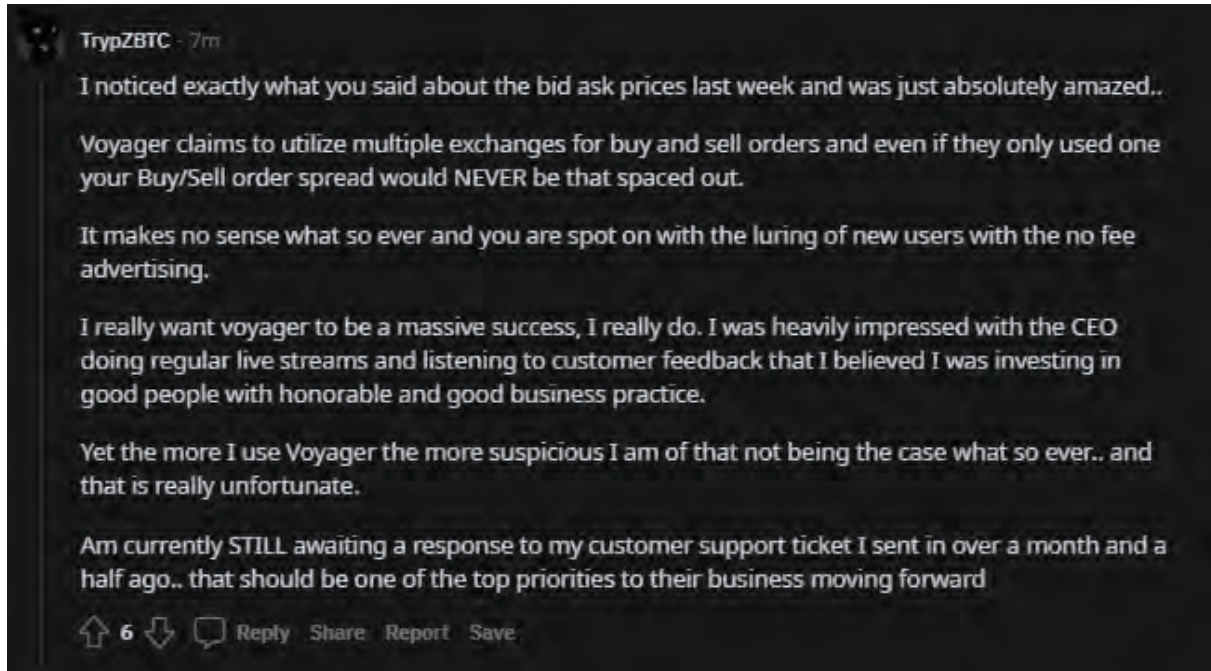 TrypZBTC · 7m
I noticed exactly what you said about the bid ask prices last week and was just absolutely amazed..
Voyager claims to utilize multiple exchanges for buy and sell orders and even if they only used one
your Buy/Sell order spread would NEVER be that spaced out.
It makes no sense what so ever and you are spot on with the luring of new users with the no fee
advertising.
I really want voyager to be a massive success, I really do. I was heavily impressed with the CEO
doing regular live streams and listening to customer feedback that I believed I was investing in
good people with honorable and good business practice.
Yet the more I use Voyager the more suspicious I am of that not being the case what so ever.. and
that is really unfortunate.
Am currently STILL awaiting a response to my customer support ticket I sent in over a month and a
half ago.. that should be one of the top priorities to their business moving forward
6 Reply Share Report Save